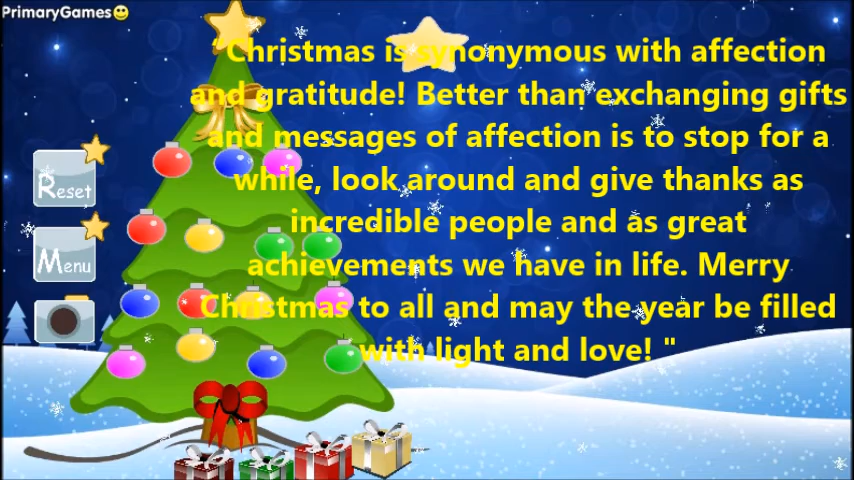 PrimaryGames
"Christmas is synonymous with affection
and gratitude! Better than exchanging gifts
and messages of affection is to stop for a
while, look around and give thanks as
incredible people and as great
achievements we have in life. Merry
Christmas to all and may the year be filled
with light and love! "
Reset
Menu